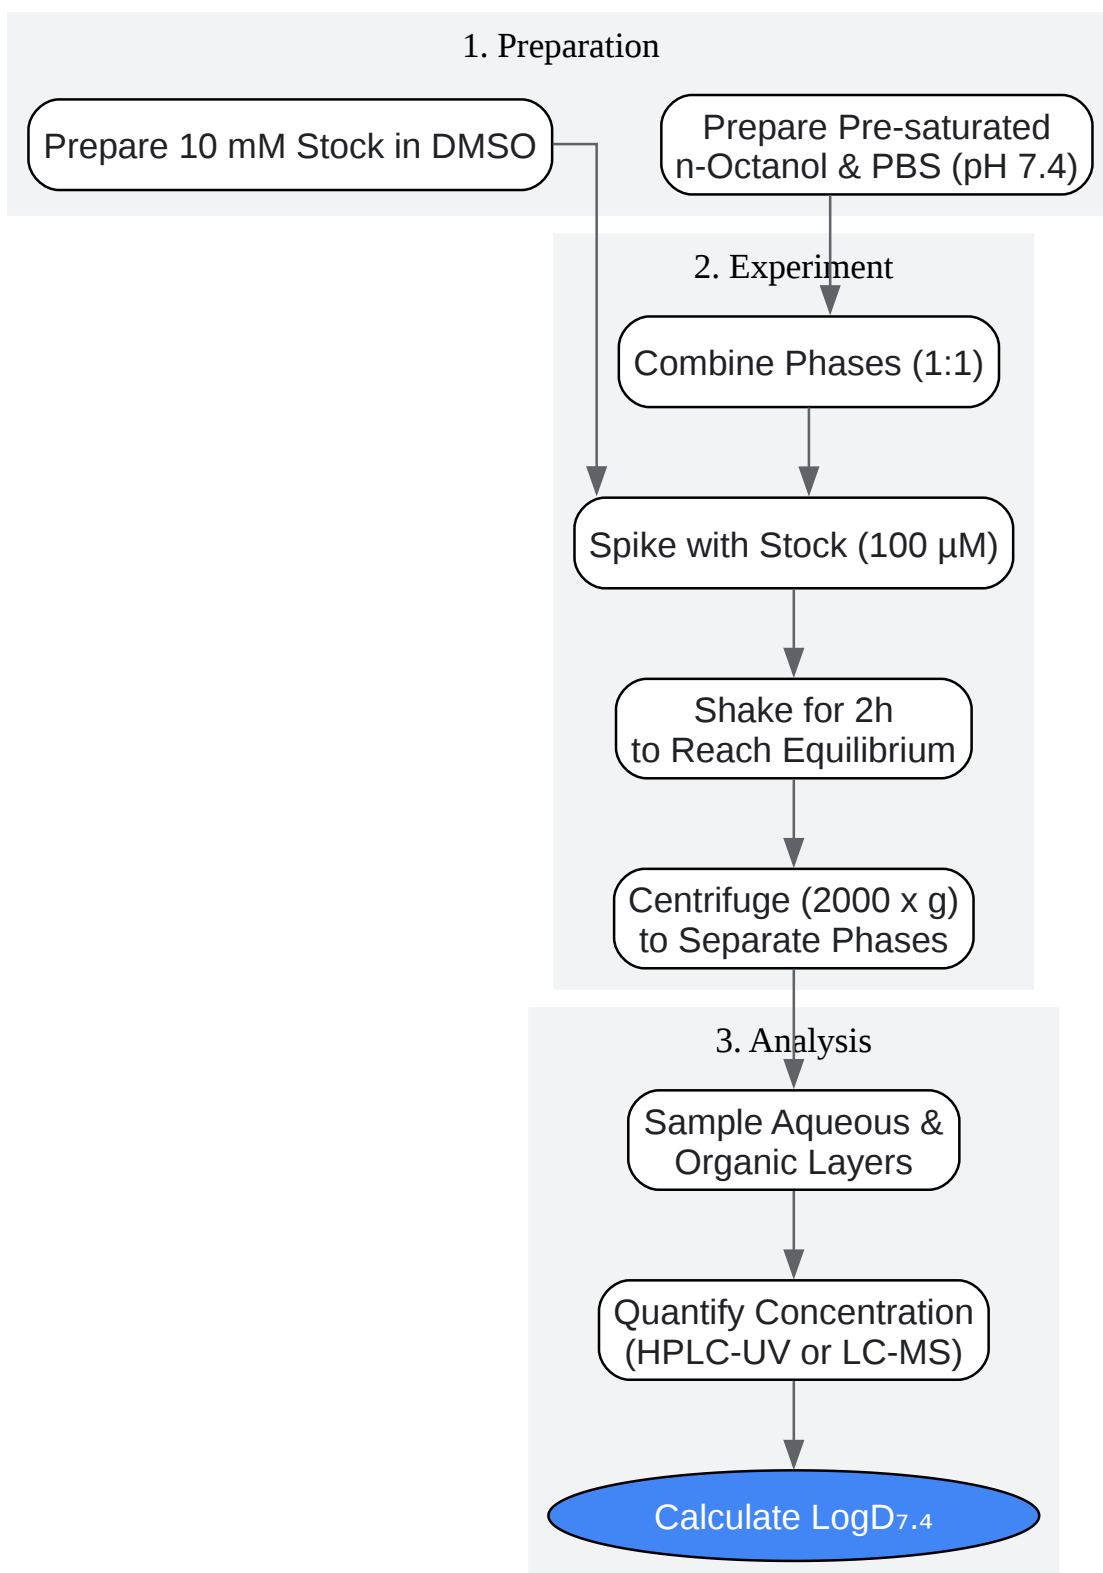 1. Preparation
Prepare 10 mM Stock in DMSO
Prepare Pre-saturated
n-Octanol & PBS (pH 7.4)
2. Experiment
Combine Phases (1:1)
Spike with Stock (100 µM)
Shake for 2h
to Reach Equilibrium
Centrifuge (2000 x g)
to Separate Phases
3. Analysis
Sample Aqueous &
Organic Layers
Quantify Concentration
(HPLC-UV or LC-MS)
Calculate LogD₇.₄